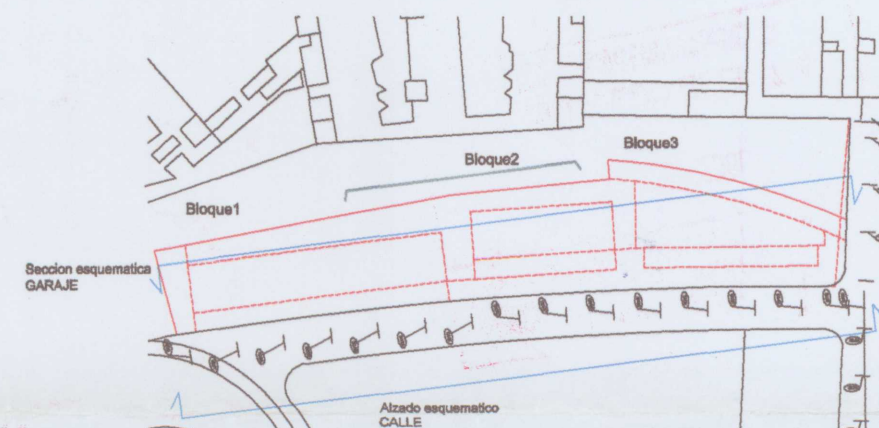 Bloque3
Bloque2
Bloque1
Seccion esquematica
GARAJE
Alzado esquematico
CALLE